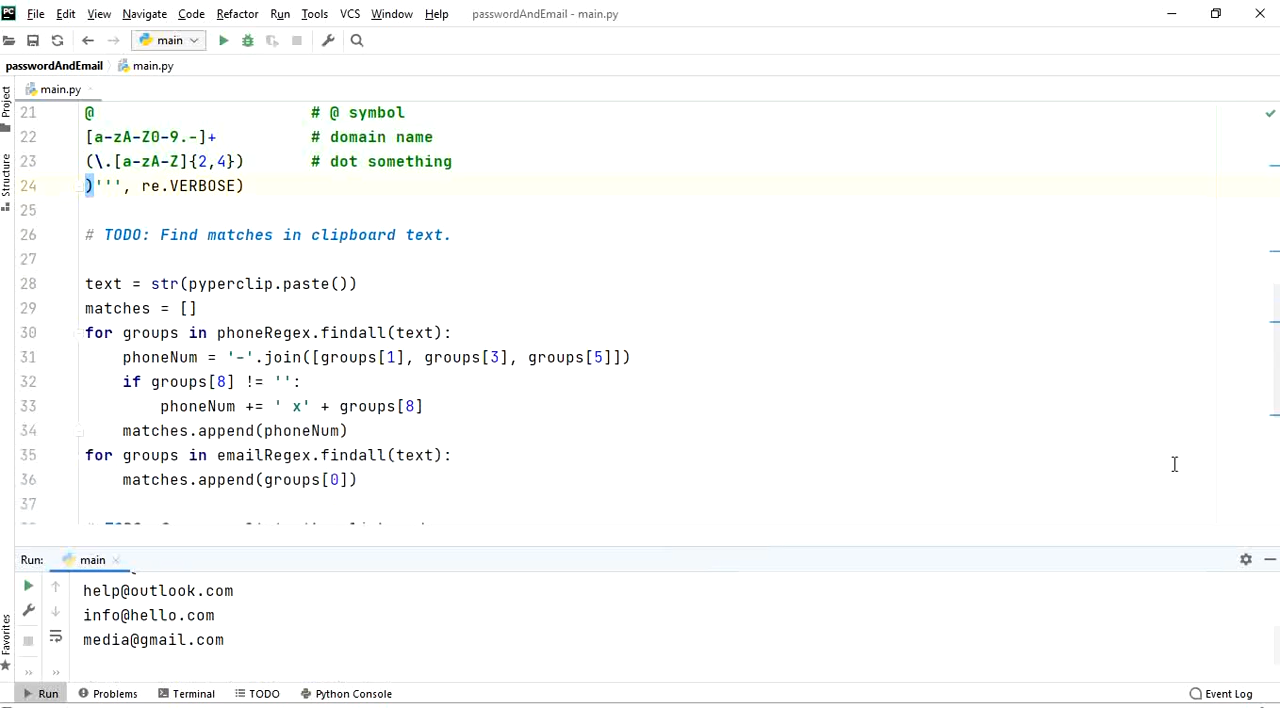 PC File Edit View Navigate Code Refactor Run Tools VCS Window Help passwordAndEmail - main.py
main
passwordAndEmail main.py
main.py
Project
Structure
Favorites
21 @ # @ symbol
22 [a-zA-Z0-9.-]+ # domain name
23 (\.[a-zA-Z]{2,4}) # dot something
24 )''', re.VERBOSE)
25
26 # TODO: Find matches in clipboard text.
27
28 text = str(pyperclip.paste())
29 matches = []
30 for groups in phoneRegex.findall(text):
31 phoneNum = '-'.join([groups[1], groups[3], groups[5]])
32 if groups[8] != '':
33 phoneNum += ' x' + groups[8]
34 matches.append(phoneNum)
35 for groups in emailRegex.findall(text):
36 matches.append(groups[0])
37
Run: main
help@outlook.com
info@hello.com
media@gmail.com
Run Problems Terminal TODO Python Console Event Log